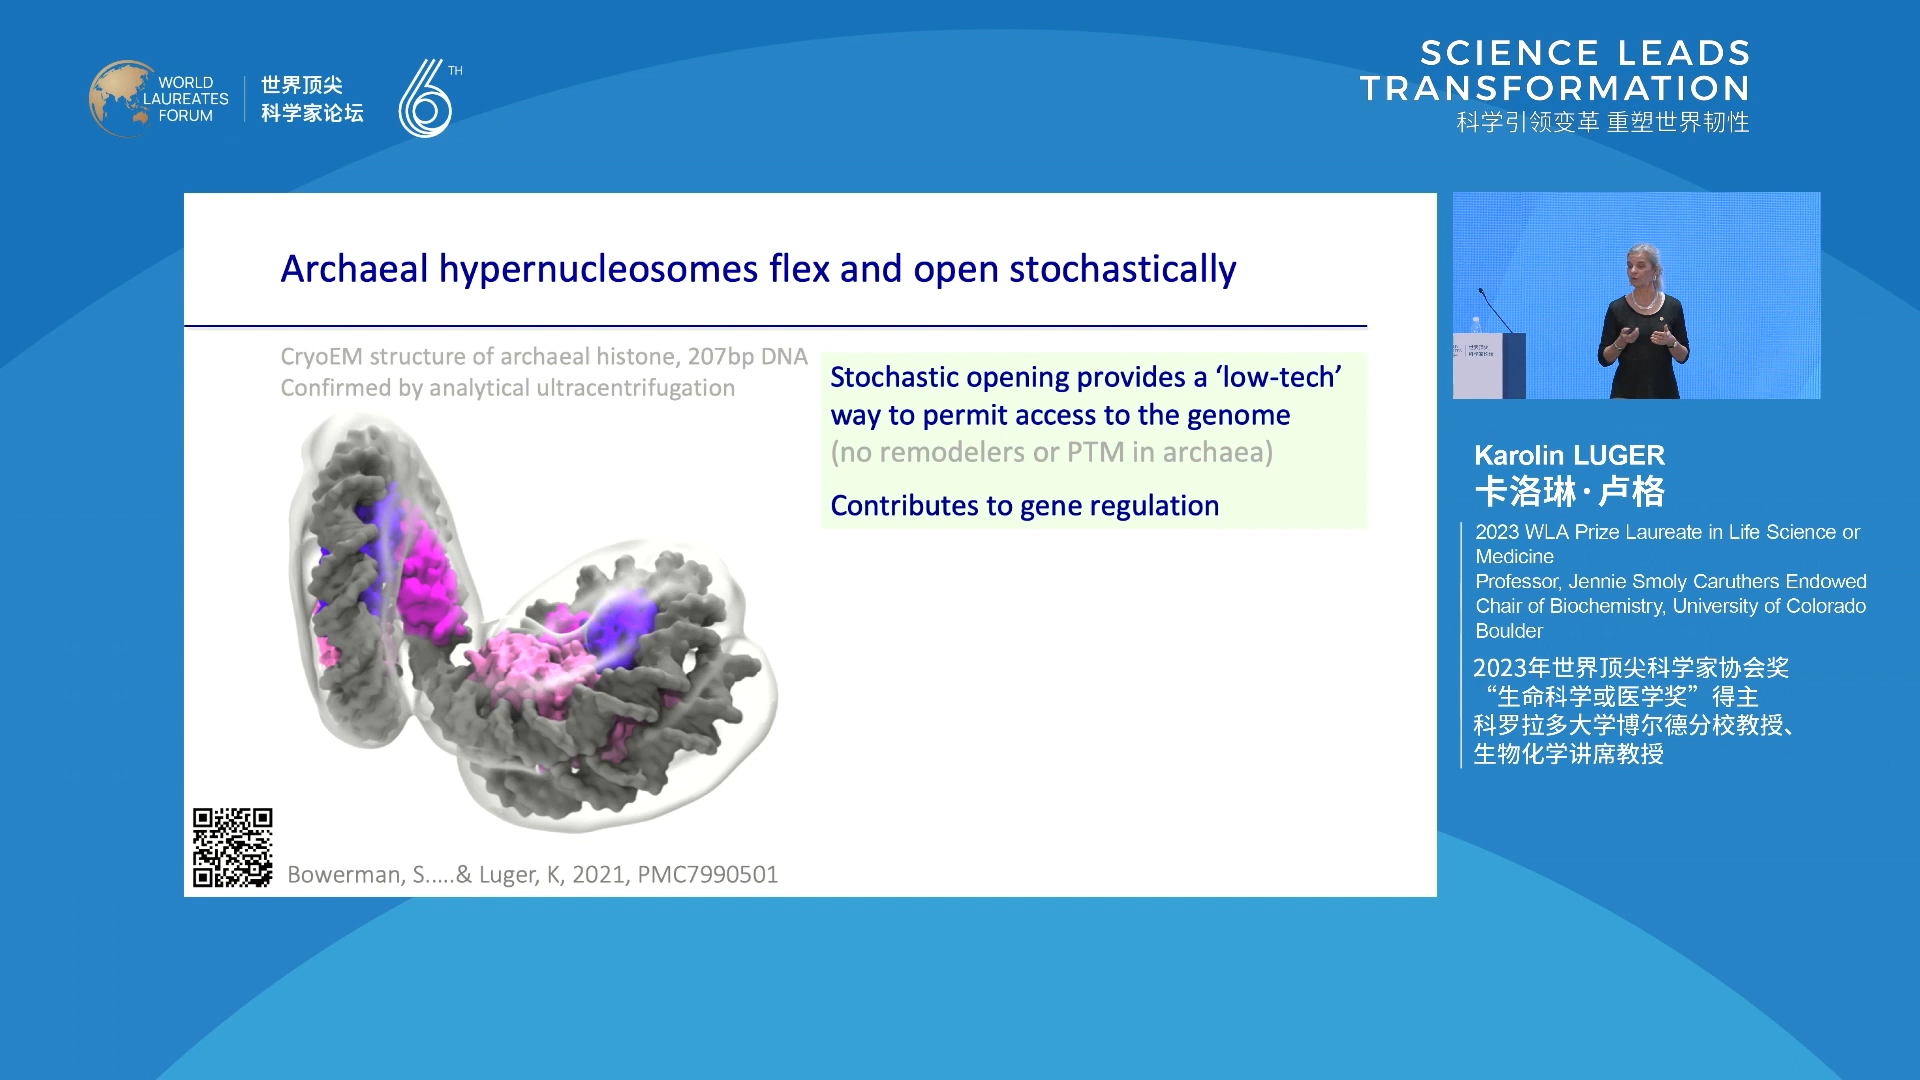 WORLD
LAUREATES
FORUM
世界顶尖
科学家论坛
6TH
SCIENCE LEADS
TRANSFORMATION
科学引领变革 重塑世界韧性
Archaeal hypernucleosomes flex and open stochastically
CryoEM structure of archaeal histone, 207bp DNA
Confirmed by analytical ultracentrifugation
Stochastic opening provides a ‘low-tech’
way to permit access to the genome
(no remodelers or PTM in archaea)
Contributes to gene regulation
Bowerman, S.....& Luger, K, 2021, PMC7990501
Karolin LUGER
卡洛琳·卢格
2023 WLA Prize Laureate in Life Science or
Medicine
Professor, Jennie Smoly Caruthers Endowed
Chair of Biochemistry, University of Colorado
Boulder
2023年世界顶尖科学家协会奖
“生命科学或医学奖”得主
科罗拉多大学博尔德分校教授、
生物化学讲席教授